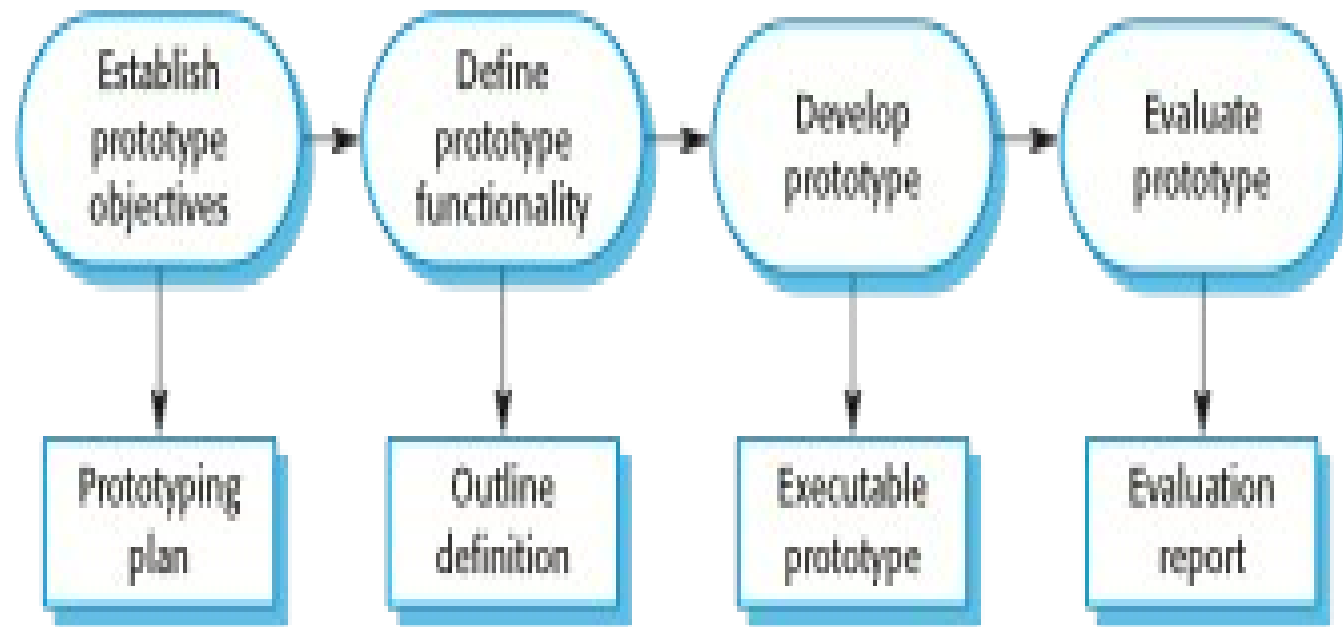 Establish
prototype
objectives
Define
prototype
functionality
Develop
prototype
Evaluate
prototype
Prototyping
plan
Outline
definition
Executable
prototype
Evaluation
report